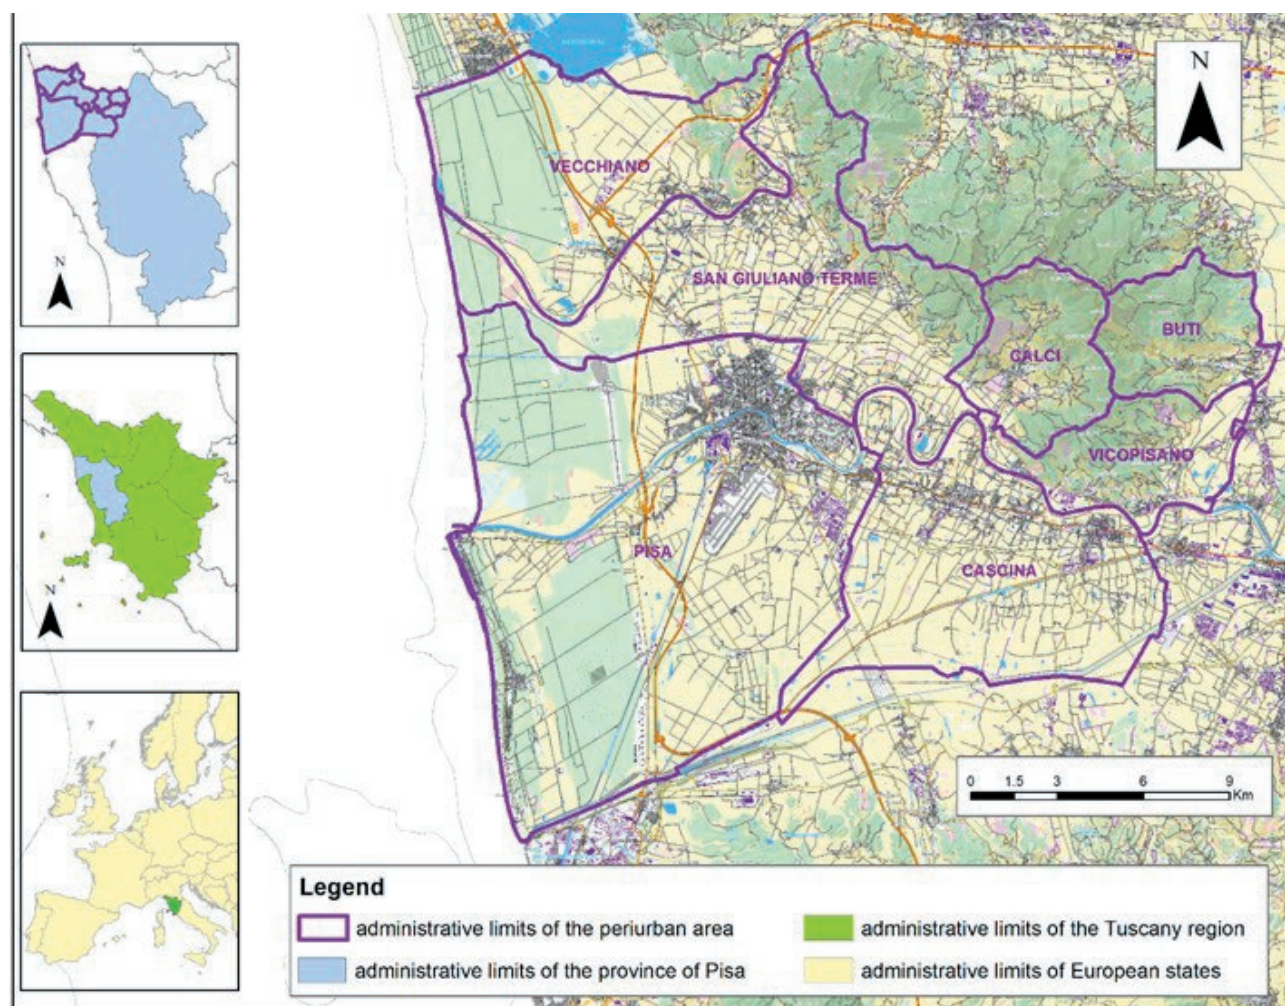 N
N
N
N
VECCHIANO
SAN GIULIANO TERME
BUTI
CALCI
VICOPISANO
PISA
CASCINA
0 1.5 3 6 9
Km
Legend
administrative limits of the periurban area
administrative limits of the Tuscany region
administrative limits of the province of Pisa
administrative limits of European states